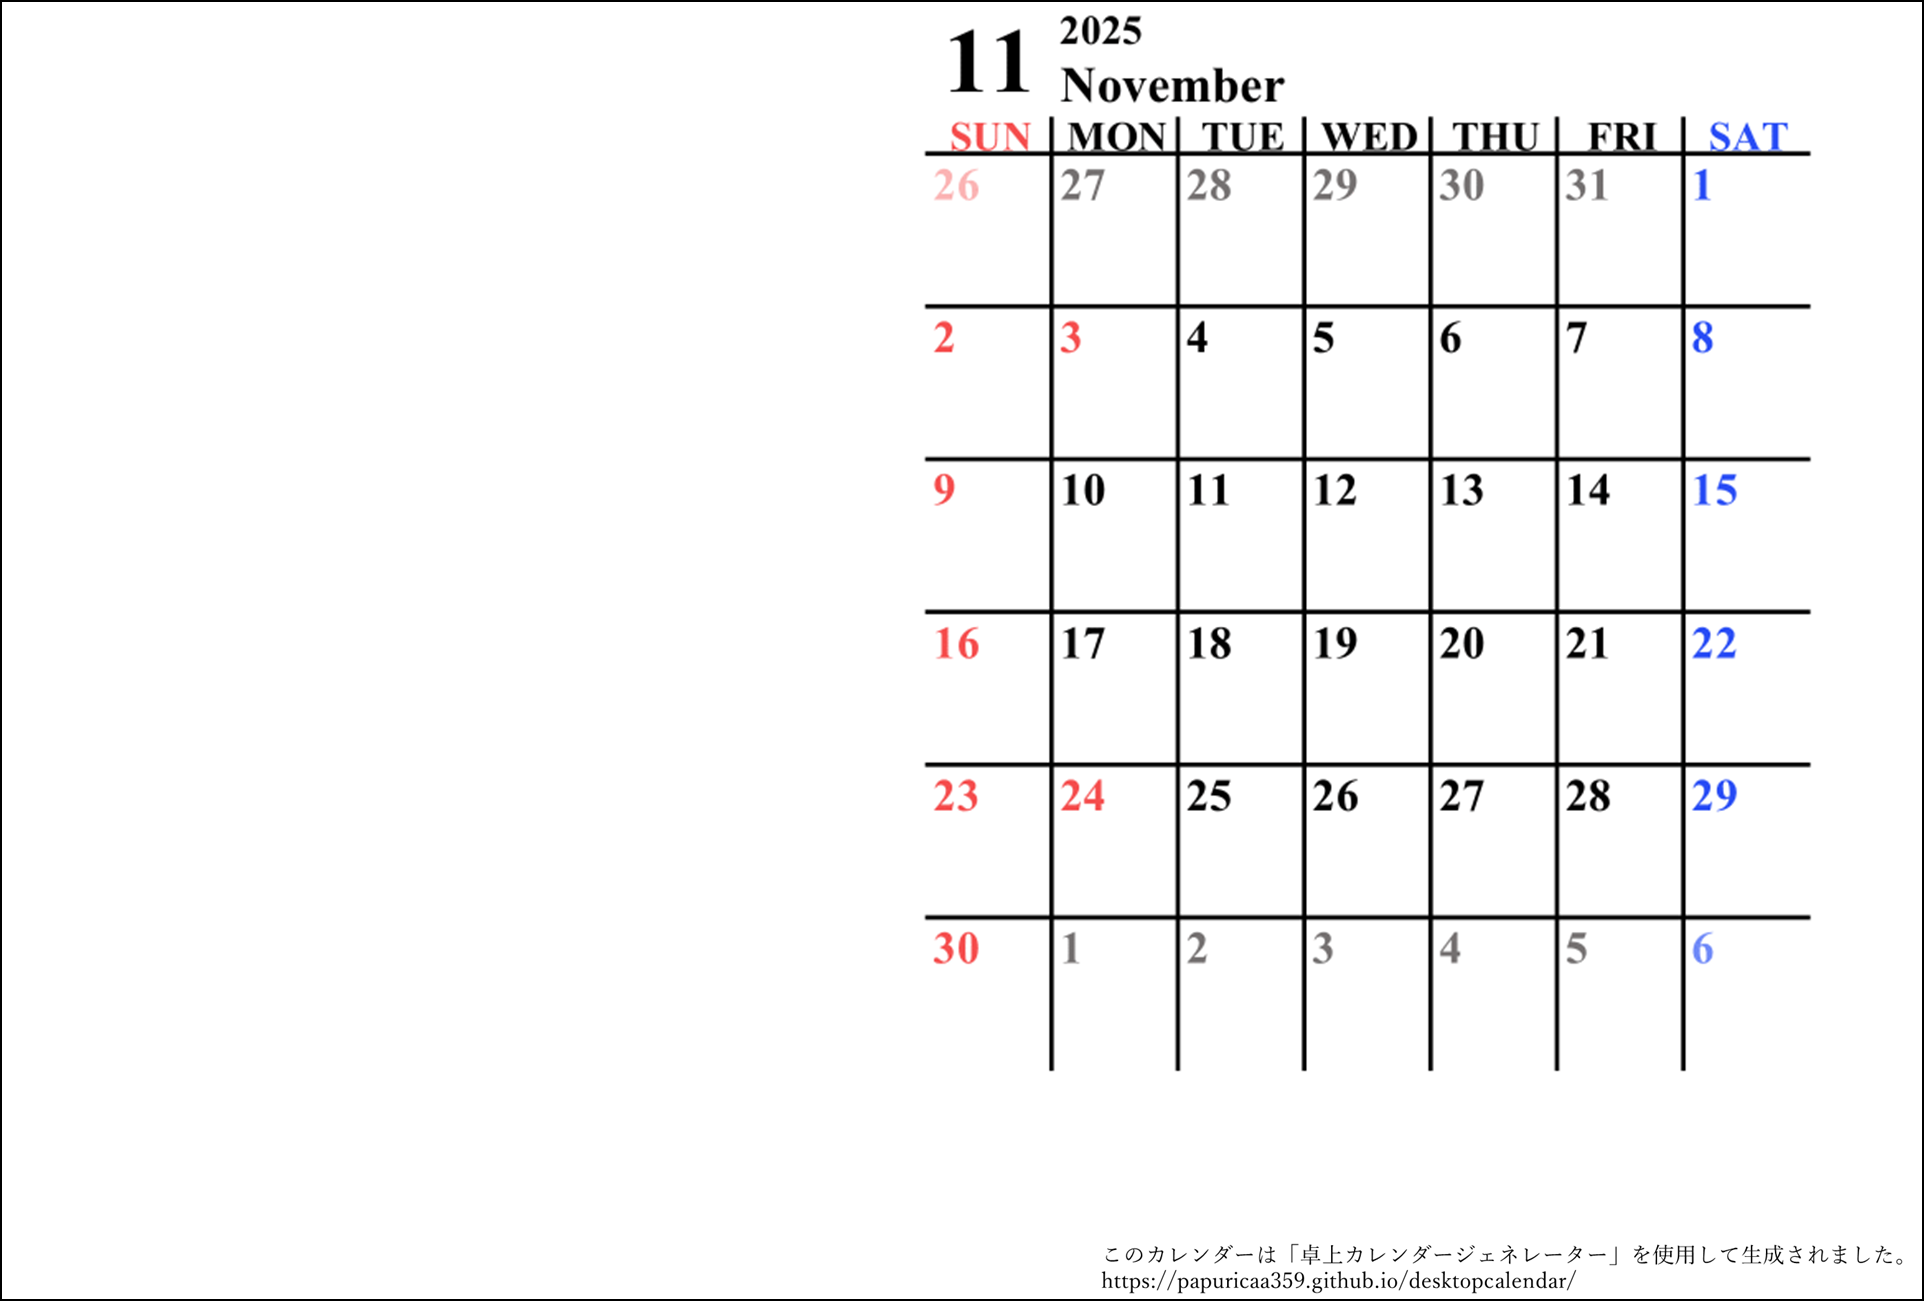 11
2025
November
SUN MON TUE WED THU FRI SAT
26 27 28 29 30 31 1
2 3 4 5 6 7 8
9 10 11 12 13 14 15
16 17 18 19 20 21 22
23 24 25 26 27 28 29
30 1 2 3 4 5 6
このカレンダーは「卓上カレンダージェネレーター」を使用して生成されました。
https://papuricaa359.github.io/desktopcalendar/